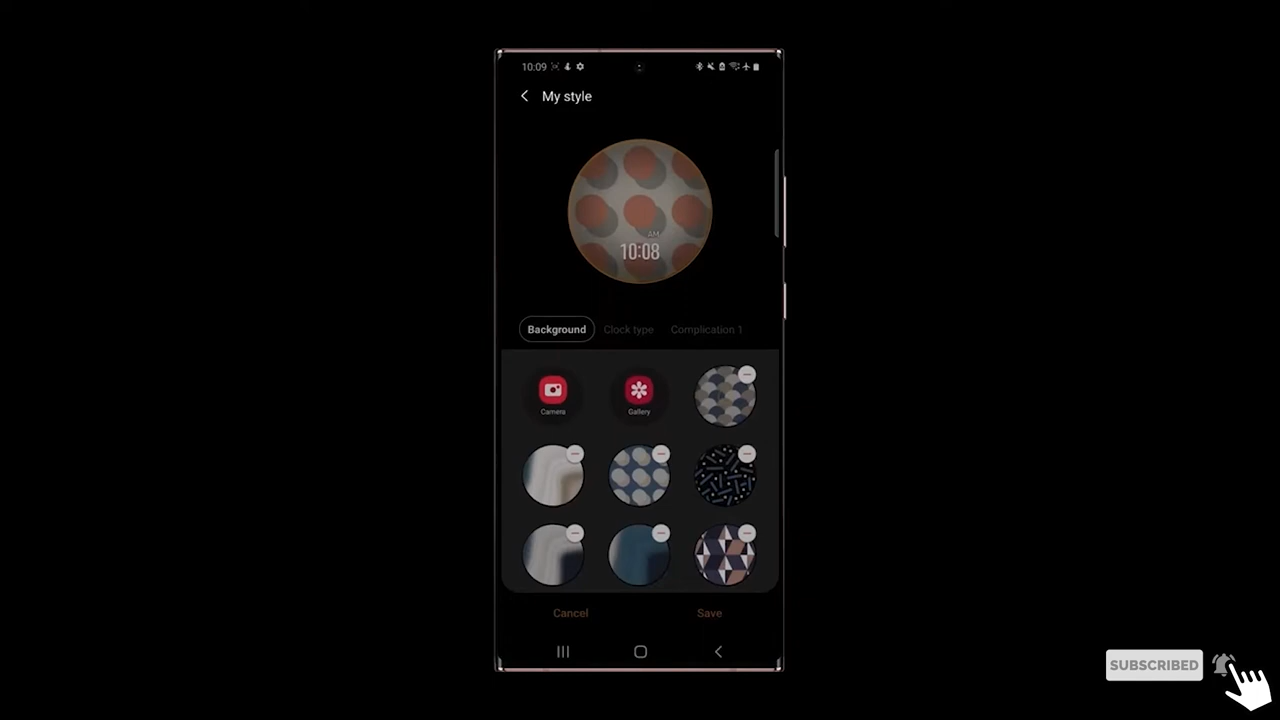 10:09
My style
AM
10:08
Background Clock type Complication 1
Camera Gallery
Cancel Save
SUBSCRIBED